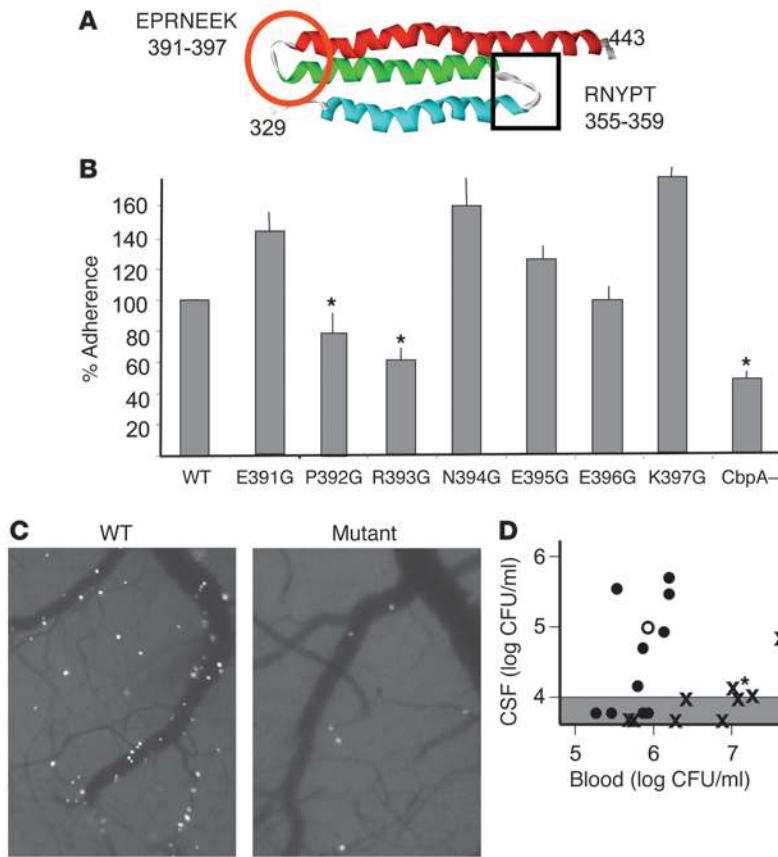 A
EPRNEEK
391-397
443
329
RNYPT
355-359
B
% Adherence
160
140
120
100
80
60
40
20
*
*
*
WT E391G P392G R393G N394G E395G E396G K397G CbpA–
C
WT Mutant
D
CSF (log CFU/ml)
6
5
4
*
5 6 7
Blood (log CFU/ml)